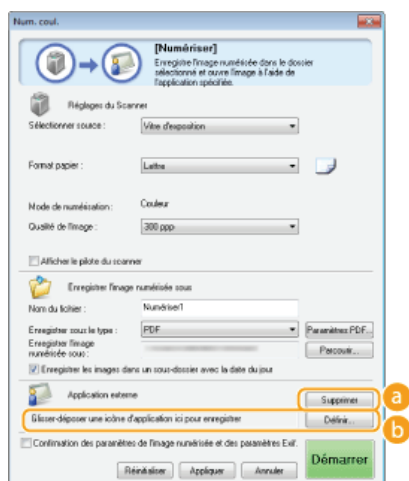 Num. coul.
[Numériser]
Enregistre l'image numérisée dans le dossier
sélectionné et ouvre l'image à l'aide de
l'application spécifiée.
Réglages du Scanner
Sélectionner source : Vitre d'exposition
Format papier : Lettre
Mode de numérisation : Couleur
Qualité de l'image : 300 ppp
Afficher le pilote du scanner
Enregistrer l'image numérisée sous
Nom du fichier : Numériser1
Enregistrer sous le type : PDF Paramètres PDF...
Enregistrer l'image
numérisée sous : Parcourir...
Enregistrer les images dans un sous-dossier avec la date du jour
Application externe Supprimer a
Glisser-déposer une icône d'application ici pour enregistrer Définir... b
Confirmation des paramètres de l'image numérisée et des paramètres Exif.
Réinitialiser Appliquer Annuler Démarrer